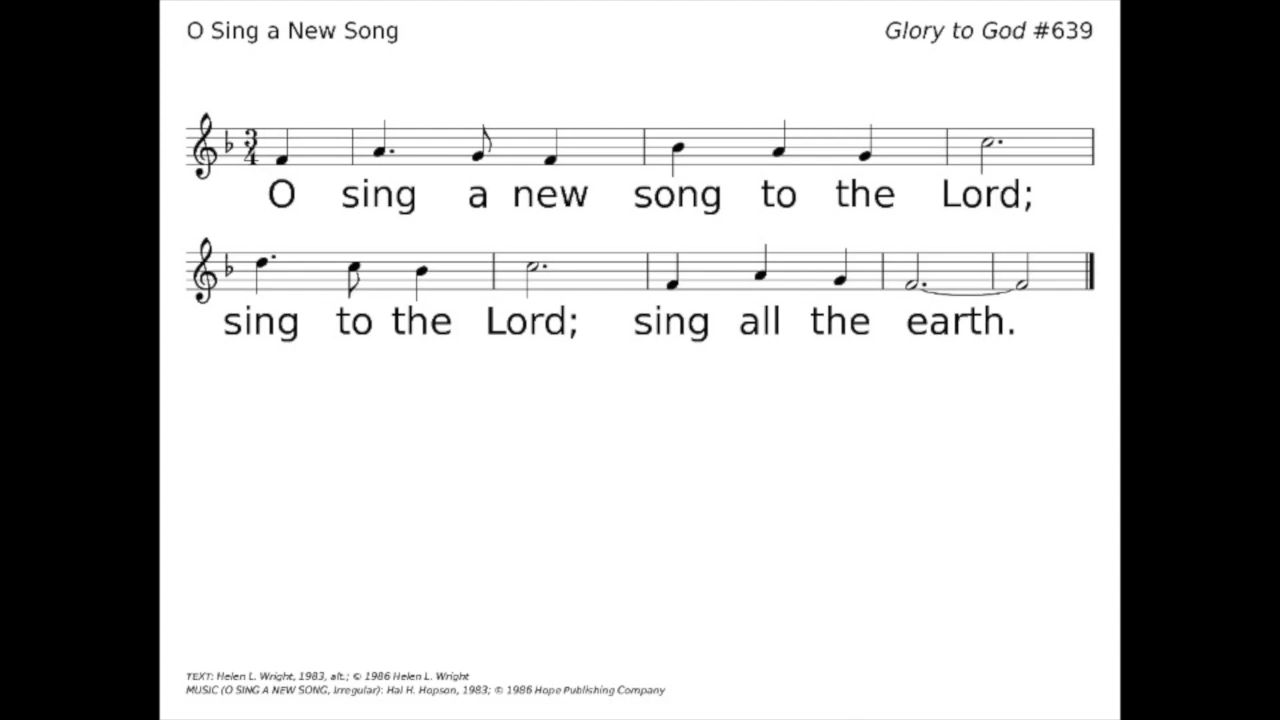 O Sing a New Song Glory to God #639
3
4
O sing a new song to the Lord;
sing to the Lord; sing all the earth.
TEXT: Helen L. Wright, 1983, alt.; © 1986 Helen L. Wright
MUSIC (O SING A NEW SONG, Irregular): Hal H. Hopson, 1983; © 1986 Hope Publishing Company